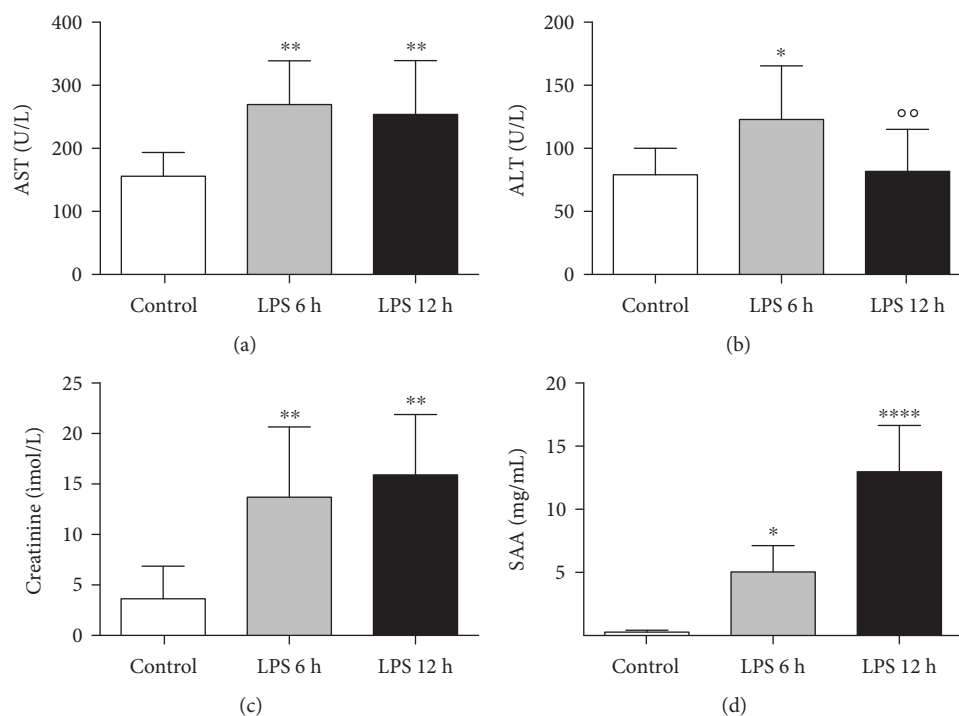 400
300
200
100
0
AST (U/L)
**
**
Control
LPS 6 h
LPS 12 h
(a)
200
150
100
50
0
ALT (U/L)
*
°°
Control
LPS 6 h
LPS 12 h
(b)
25
20
15
10
5
0
Creatinine (imol/L)
**
**
Control
LPS 6 h
LPS 12 h
(c)
20
15
10
5
SAA (mg/mL)
*
****
Control
LPS 6 h
LPS 12 h
(d)